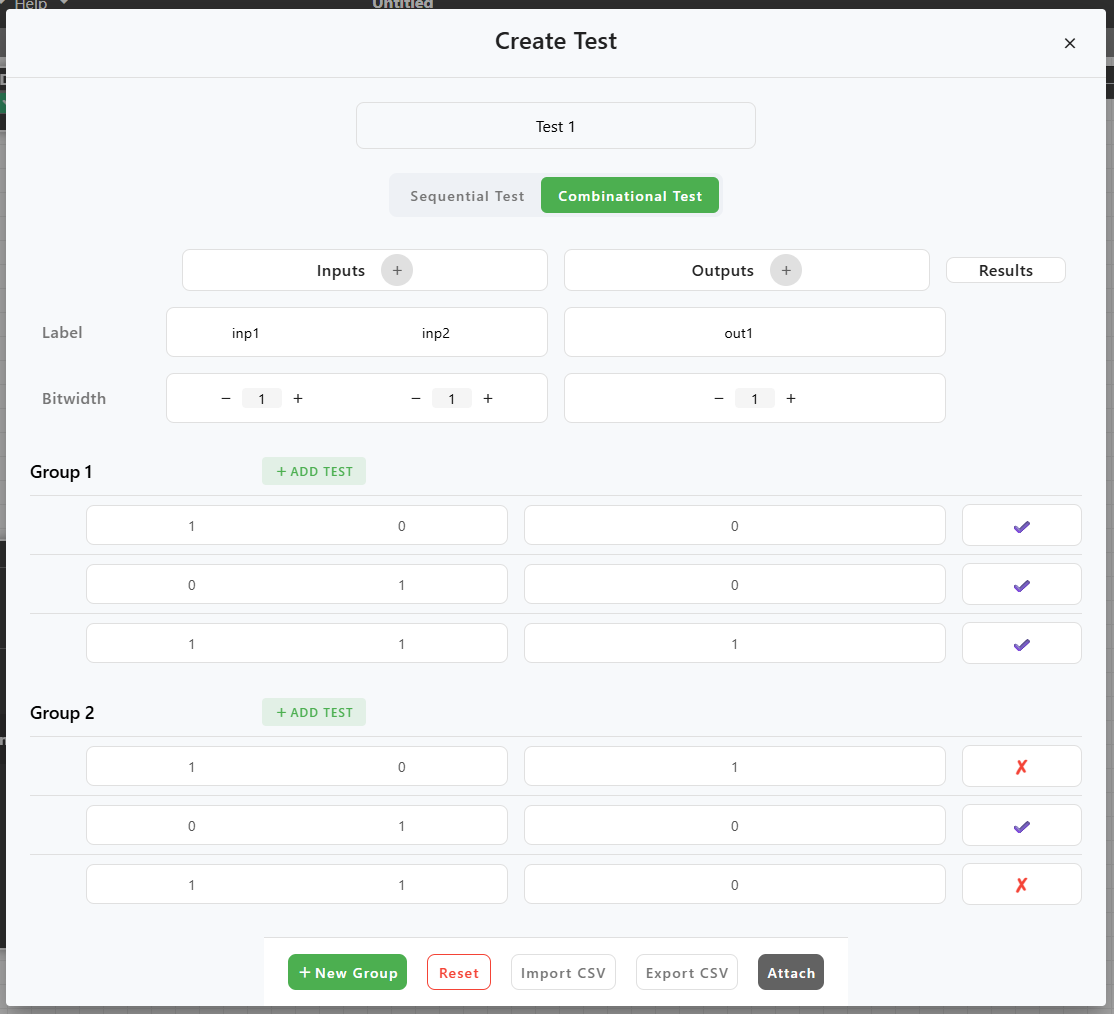 Help Untitled
Create Test ×
Test 1
Sequential Test Combinational Test
Inputs + Outputs + Results
Label inp1 inp2 out1
Bitwidth − 1 + − 1 + − 1 +
Group 1 + ADD TEST
1 0 0 ✔
0 1 0 ✔
1 1 1 ✔
Group 2 + ADD TEST
1 0 1 ✗
0 1 0 ✔
1 1 0 ✗
+ New Group Reset Import CSV Export CSV Attach